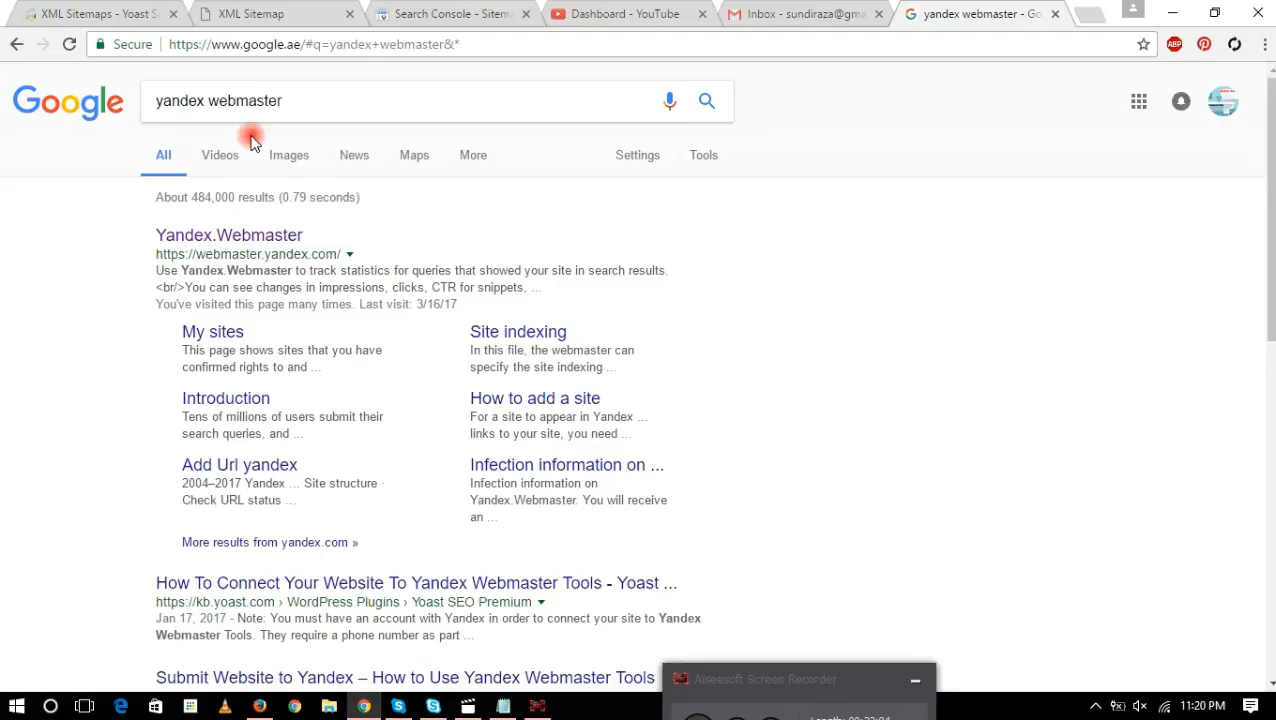 XML Sitemaps - Yoast S
XML Sitemap
Search Console - Sitema
Dashboard - YouTube
Inbox - sundiraza@gma
yandex webmaster - Go
Secure
https://www.google.ae/#q=yandex+webmaster&*
ABP
Google
yandex webmaster
All
Videos
Images
News
Maps
More
Settings
Tools
About 484,000 results (0.79 seconds)
Yandex.Webmaster
https://webmaster.yandex.com/
Use Yandex.Webmaster to track statistics for queries that showed your site in search results.
<br/>You can see changes in impressions, clicks, CTR for snippets, ...
You've visited this page many times. Last visit: 3/16/17
My sites
This page shows sites that you have
confirmed rights to and ...
Site indexing
In this file, the webmaster can
specify the site indexing ...
Introduction
Tens of millions of users submit their
search queries, and ...
How to add a site
For a site to appear in Yandex ...
links to your site, you need ...
Add Url yandex
2004–2017 Yandex ... Site structure ·
Check URL status ...
Infection information on ...
Infection information on
Yandex.Webmaster. You will receive
an ...
More results from yandex.com »
How To Connect Your Website To Yandex Webmaster Tools - Yoast ...
https://kb.yoast.com › WordPress Plugins › Yoast SEO Premium
Jan 17, 2017 - Note: You must have an account with Yandex in order to connect your site to Yandex
Webmaster Tools. They require a phone number as part ...
Submit Website to Yandex – How to Use Yandex Webmaster Tools
Aiseesoft Screen Recorder
11:20 PM